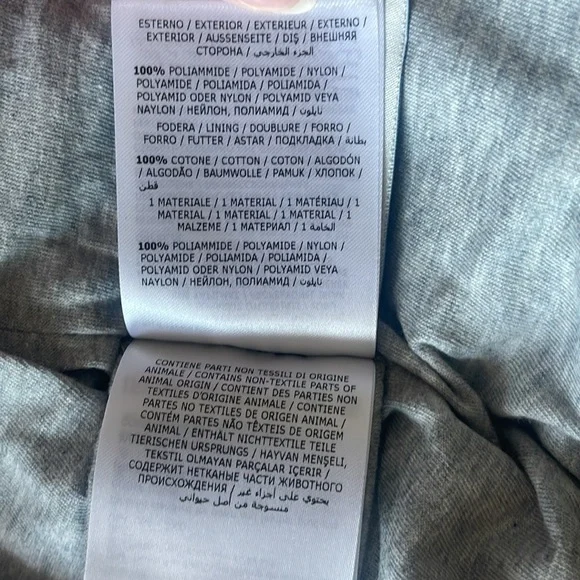 ESTERNO / EXTERIOR / EXTERIEUR / EXTERNO /
EXTERIOR / AUSSENSEITE / DIŞ / ВНЕШНЯЯ
СТОРОНА / الجزء الخارجي
100% POLIAMMIDE / POLYAMIDE / NYLON /
POLYAMIDE / POLIAMIDA / POLIAMIDA /
POLYAMID ODER NYLON / POLYAMID VEYA
NAYLON / НЕЙЛОН, ПОЛИАМИД / نايلون
FODERA / LINING / DOUBLURE / FORRO /
FORRO / FUTTER / ASTAR / ПОДКЛАДКА / بطانة
100% COTONE / COTTON / COTON / ALGODÓN
/ ALGODÃO / BAUMWOLLE / PAMUK / ХЛОПОК /
قطن
1 MATERIALE / 1 MATERIAL / 1 MATÉRIAU / 1
MATERIAL / 1 MATERIAL / 1 MATERIAL / 1
MALZEME / 1 МАТЕРИАЛ / 1 الخامة
100% POLIAMMIDE / POLYAMIDE / NYLON /
POLYAMIDE / POLIAMIDA / POLIAMIDA /
POLYAMID ODER NYLON / POLYAMID VEYA
NAYLON / НЕЙЛОН, ПОЛИАМИД / نايلون
CONTIENE PARTI NON TESSILI DI ORIGINE
ANIMALE / CONTAINS NON-TEXTILE PARTS OF
ANIMAL ORIGIN / CONTIENT DES PARTIES NON
TEXTILES D'ORIGINE ANIMALE / CONTIENE
PARTES NO TEXTILES DE ORIGEN ANIMAL /
CONTÉM PARTES NÃO TÊXTEIS DE ORIGEM
ANIMAL / ENTHÄLT NICHTTEXTILE TEILE
TIERISCHEN URSPRUNGS / HAYVAN MENŞELİ,
TEKSTIL OLMAYAN PARÇALAR IÇERIR /
СОДЕРЖИТ НЕТКАНЫЕ ЧАСТИ ЖИВОТНОГО
ПРОИСХОЖДЕНИЯ / يحتوي على أجزاء غير
منسوجة من أصل حيواني